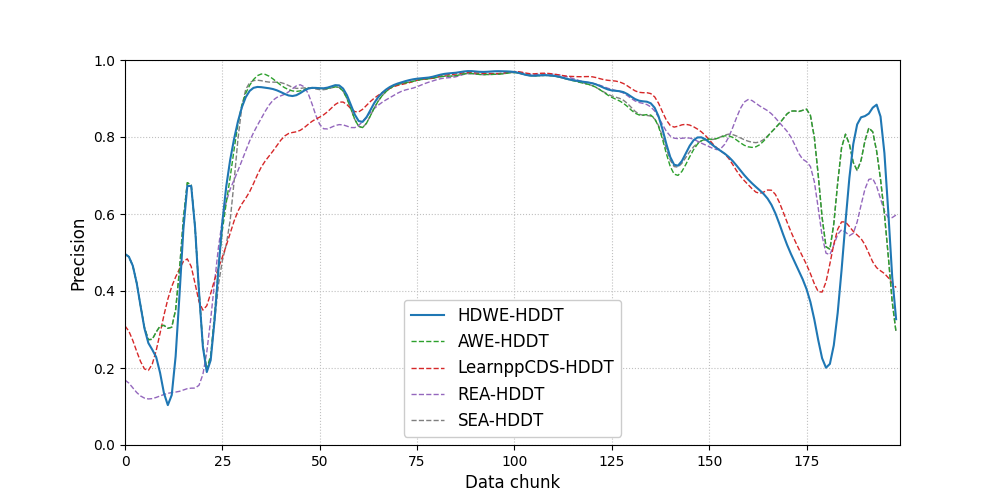 1.0
0.8
0.6
0.4
0.2
0.0
Precision
0 25 50 75 100 125 150 175
Data chunk
HDWE-HDDT
AWE-HDDT
LearnppCDS-HDDT
REA-HDDT
SEA-HDDT